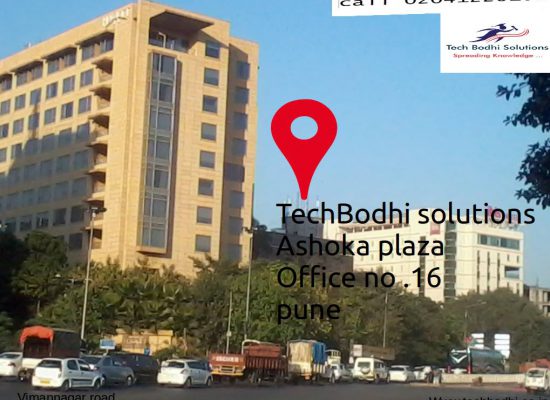 Tech Bodhi Solutions
Spreading Knowledge ...
TechBodhi solutions
Ashoka plaza
Office no .16
pune
Vimannagar road